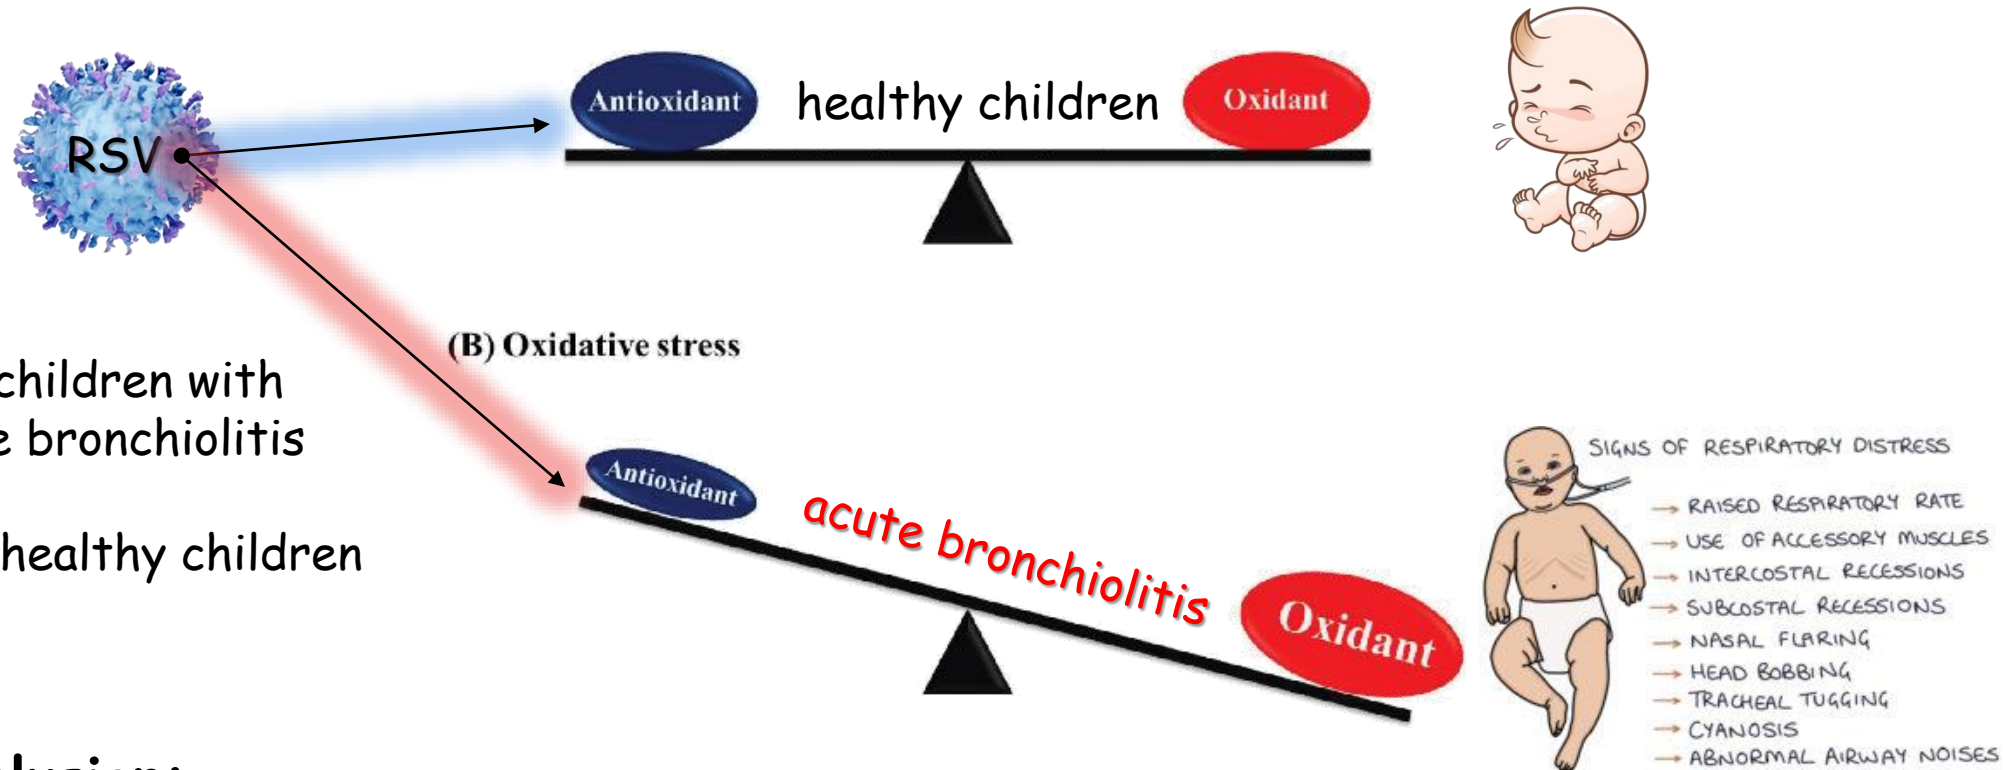 RSV
Antioxidant
healthy children
Oxidant
(B) Oxidative stress
children with
bronchiolitis
healthy children
Antioxidant
acute bronchiolitis
Oxidant
SIGNS OF RESPIRATORY DISTRESS
→ RAISED RESPIRATORY RATE
→ USE OF ACCESSORY MUSCLES
→ INTERCOSTAL RECESSIONS
→ SUBCOSTAL RECESSIONS
→ NASAL FLARING
→ HEAD BOBBING
→ TRACHEAL TUGGING
→ CYANOSIS
→ ABNORMAL AIRWAY NOISES